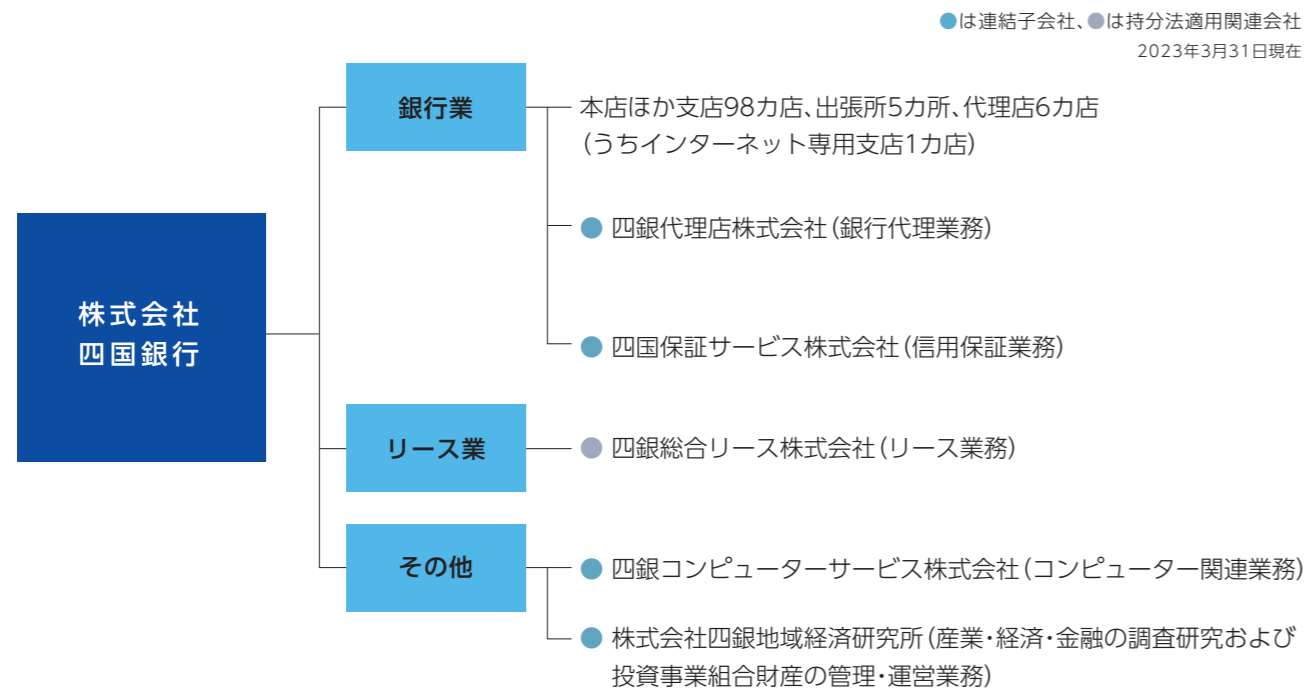 ●は連結子会社、●は持分法適用関連会社
2023年3月31日現在
株式会社
四国銀行
銀行業
本店ほか支店98カ店、出張所5カ所、代理店6カ店
(うちインターネット専用支店1カ店)
● 四銀代理店株式会社(銀行代理業務)
● 四国保証サービス株式会社(信用保証業務)
リース業
● 四銀総合リース株式会社(リース業務)
その他
● 四銀コンピューターサービス株式会社(コンピューター関連業務)
● 株式会社四銀地域経済研究所(産業・経済・金融の調査研究および
投資事業組合財産の管理・運営業務)